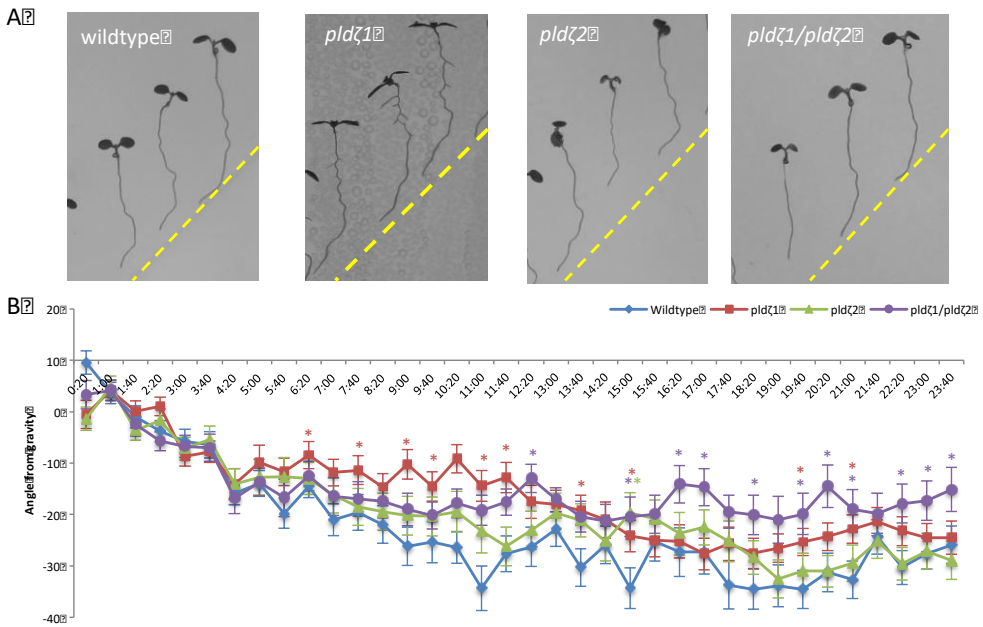 A
wildtype
pldζ1
pldζ2
pldζ1/pldζ2
B
Wildtype pldζ1 pldζ2 pldζ1/pldζ2
20
10
0:20 1:00 1:40 2:20 3:00 3:40 4:20 5:00 5:40 6:20 7:00 7:40 8:20 9:00 9:40 10:20 11:00 11:40 12:20 13:00 13:40 14:20 15:00 15:40 16:20 17:00 17:40 18:20 19:00 19:40 20:20 21:00 21:40 22:20 23:00 23:40
00
-10
-20
-30
-40
Angle from gravity
* * * * * * * * * * * * * * * * * * * * * *